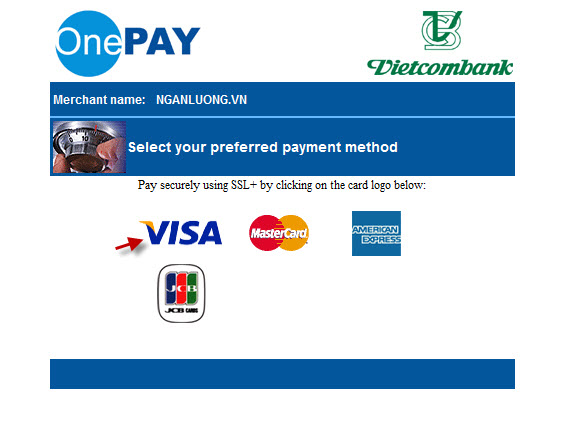 OnePAY
Vietcombank
Merchant name: NGANLUONG.VN
Select your preferred payment method
Pay securely using SSL+ by clicking on the card logo below:
VISA MasterCard AMERICAN EXPRESS
JCB
JCB CARDS